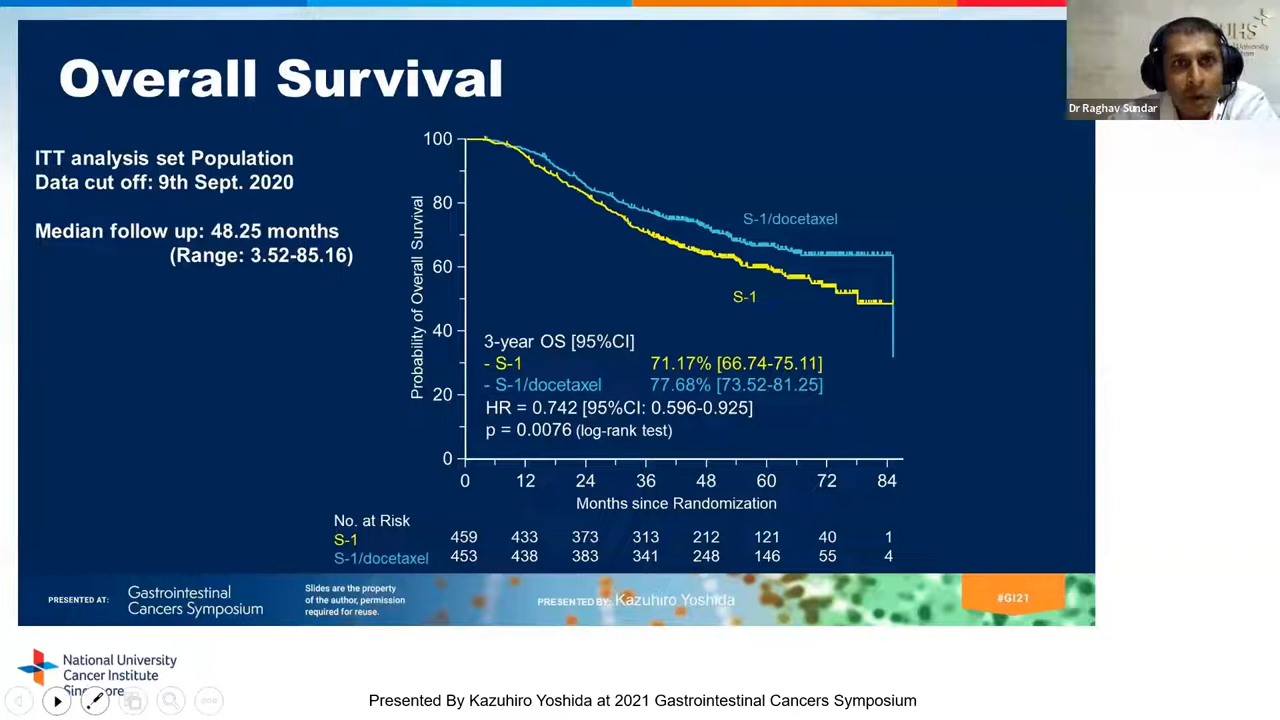 Overall Survival
ITT analysis set Population
Data cut off: 9th Sept. 2020
Median follow up: 48.25 months
(Range: 3.52-85.16)
Probability of Overall Survival
100
80
60
40
20
0
S-1/docetaxel
S-1
3-year OS [95%CI]
- S-1 71.17% [66.74-75.11]
- S-1/docetaxel 77.68% [73.52-81.25]
HR = 0.742 [95%CI: 0.596-0.925]
p = 0.0076 (log-rank test)
0 12 24 36 48 60 72 84
Months since Randomization
No. at Risk
S-1 459 433 373 313 212 121 40 1
S-1/docetaxel 453 438 383 341 248 146 55 4
PRESENTED AT:
Gastrointestinal
Cancers Symposium
Slides are the property
of the author, permission
required for reuse.
PRESENTED BY: Kazuhiro Yoshida
#GI21
Dr Raghav Sundar
National University
Cancer Institute
Singapore
Presented By Kazuhiro Yoshida at 2021 Gastrointestinal Cancers Symposium